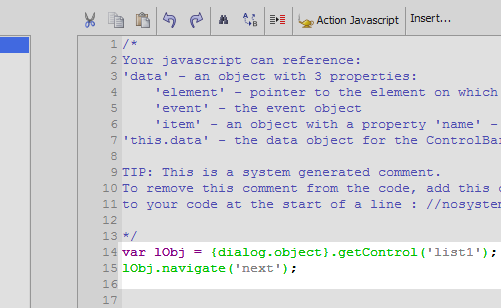 Action Javascript Insert...
1 /*
2 Your javascript can reference:
3 'data' - an object with 3 properties:
4 'element' - pointer to the element on which
5 'event' - the event object
6 'item' - an object with a property 'name' -
7 'this.data' - the data object for the ControlBa
8
9 TIP: This is a system generated comment.
10 To remove this comment from the code, add this
11 to your code at the start of a line : //nosystem
12
13 */
14 var lObj = {dialog.object}.getControl('list1');
15 lObj.navigate('next');
16
17